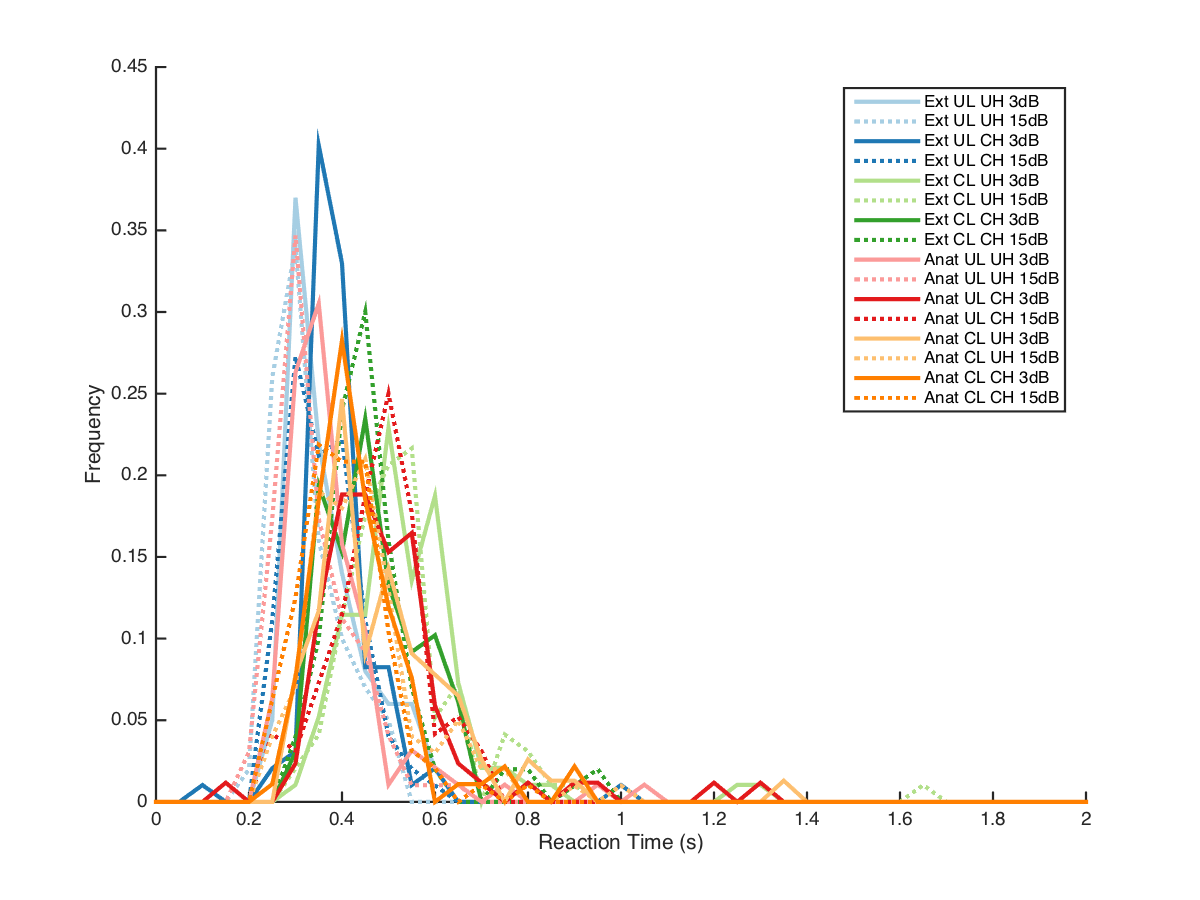 0.45
0.4
0.35
0.3
0.25
0.2
0.15
0.1
0.05
0
Frequency
0 0.2 0.4 0.6 0.8 1 1.2 1.4 1.6 1.8 2
Reaction Time (s)
Ext UL UH 3dB
Ext UL UH 15dB
Ext UL CH 3dB
Ext UL CH 15dB
Ext CL UH 3dB
Ext CL UH 15dB
Ext CL CH 3dB
Ext CL CH 15dB
Anat UL UH 3dB
Anat UL UH 15dB
Anat UL CH 3dB
Anat UL CH 15dB
Anat CL UH 3dB
Anat CL UH 15dB
Anat CL CH 3dB
Anat CL CH 15dB